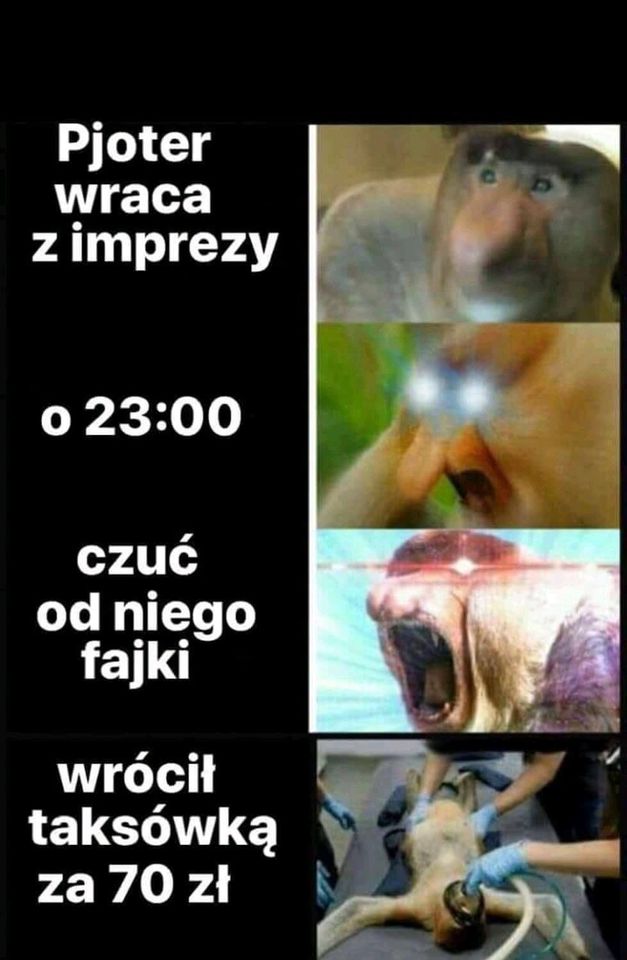 Pjoter
wraca
z imprezy
o 23:00
czuć
od niego
fajki
wrócił
taksówką
za 70 zł